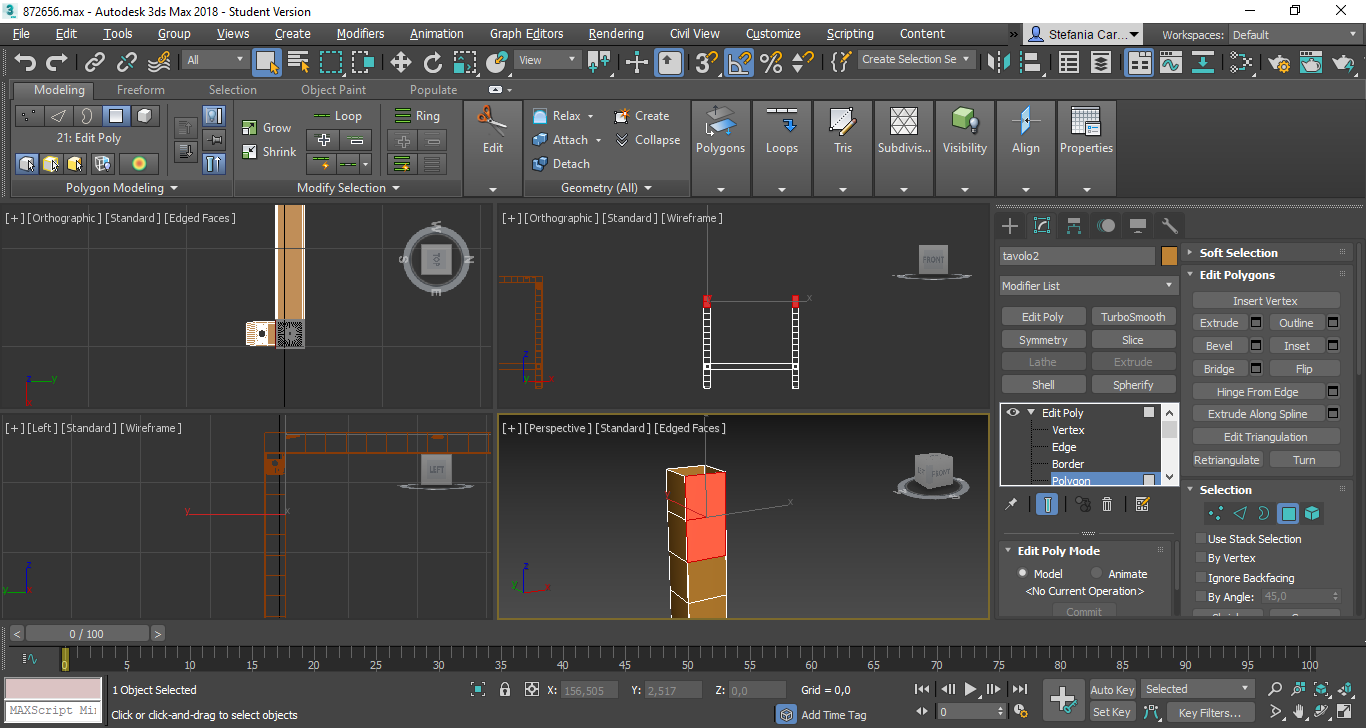 872656.max - Autodesk 3ds Max 2018 - Student Version
File Edit Tools Group Views Create Modifiers Animation Graph Editors Rendering Civil View Customize Scripting Content » Stefania Car... Workspaces: Default
All View Create Selection Se
Modeling Freeform Selection Object Paint Populate
21: Edit Poly
Polygon Modeling
Grow
Shrink
Loop
Ring
Modify Selection
Edit
Relax
Create
Attach
Collapse
Detach
Geometry (All)
Polygons Loops Tris Subdivis... Visibility Align Properties
[+] [Orthographic] [Standard] [Edged Faces]
W
S TOP N
E
z y
x
[+] [Orthographic] [Standard] [Wireframe]
FRONT
x
z
y x
[+] [Left] [Standard] [Wireframe]
LEFT
y x
z
y
[+] [Perspective] [Standard] [Edged Faces]
FRONT
x
z
y x
tavolo2
Modifier List
Edit Poly TurboSmooth
Symmetry Slice
Lathe Extrude
Shell Spherify
Edit Poly
Vertex
Edge
Border
Polygon
Edit Poly Mode
Model Animate
<No Current Operation>
Commit
Soft Selection
Edit Polygons
Insert Vertex
Extrude Outline
Bevel Inset
Bridge Flip
Hinge From Edge
Extrude Along Spline
Edit Triangulation
Retriangulate Turn
Selection
Use Stack Selection
By Vertex
Ignore Backfacing
By Angle: 45,0
< 0 / 100 >
0 5 10 15 20 25 30 35 40 45 50 55 60 65 70 75 80 85 90 95 100
MAXScript Mi
1 Object Selected
Click or click-and-drag to select objects
X: 156,505 Y: 2,517 Z: 0,0 Grid = 0,0
Add Time Tag
0
Auto Key Selected
Set Key Key Filters...